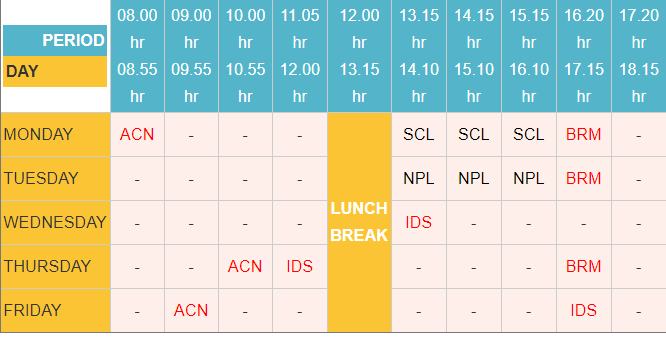 08.00 09.00 10.00 11.05 12.00 13.15 14.15 15.15 16.20 17.20
PERIOD hr hr hr hr hr hr hr hr hr hr
DAY 08.55 09.55 10.55 12.00 13.15 14.10 15.10 16.10 17.15 18.15
hr hr hr hr hr hr hr hr hr hr
MONDAY ACN - - - SCL SCL SCL BRM -
TUESDAY - - - - NPL NPL NPL BRM -
LUNCH
WEDNESDAY - - - - IDS - - - -
BREAK
THURSDAY - - ACN IDS - - - BRM -
FRIDAY - ACN - - - - - IDS -